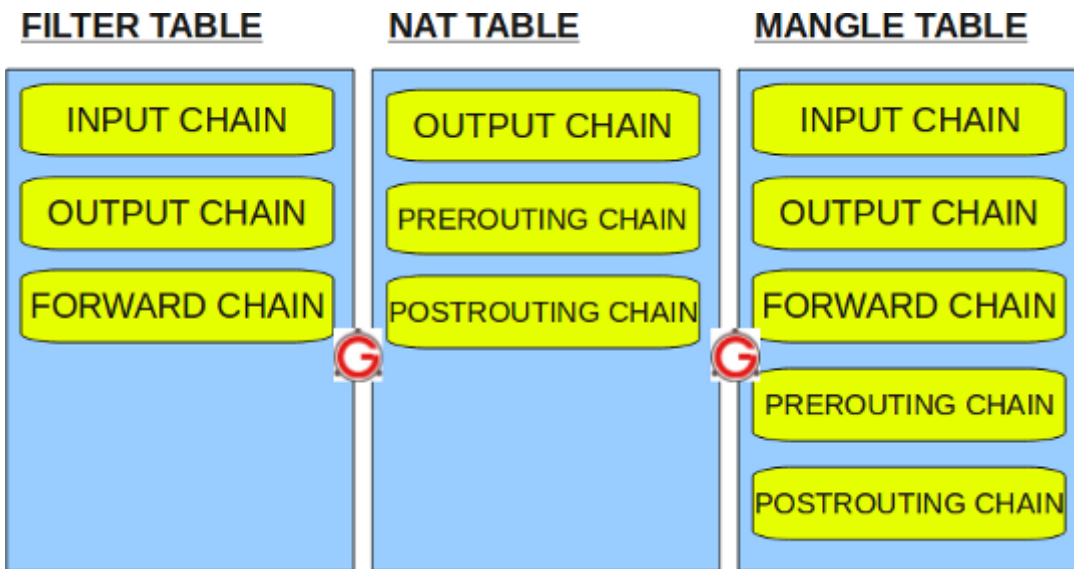 FILTER TABLE
INPUT CHAIN
OUTPUT CHAIN
FORWARD CHAIN
NAT TABLE
OUTPUT CHAIN
PREROUTING CHAIN
POSTROUTING CHAIN
MANGLE TABLE
INPUT CHAIN
OUTPUT CHAIN
FORWARD CHAIN
PREROUTING CHAIN
POSTROUTING CHAIN
G
G